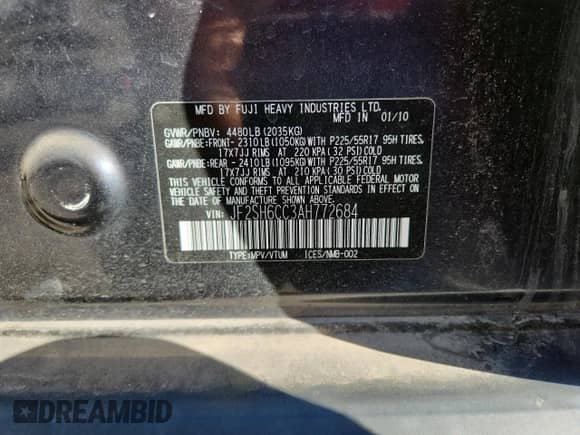 MFD BY FUJI HEAVY INDUSTRIES LTD.
MFD IN 01/10
GVWR/PNBV: 4480LB(2035KG)
GAWR/PNBE:FRONT- 2310LB(1050KG)WITH P225/55R17 95H TIRES,
17X7JJ RIMS AT 220 KPA(32 PSI)COLD
GAWR/PNBE:REAR - 2410LB(1095KG)WITH P225/55R17 95H TIRES,
17X7JJ RIMS AT 210 KPA(30 PSI)COLD
THIS VEHICLE CONFORMS TO ALL APPLICABLE FEDERAL MOTOR
VEHICLE SAFETY AND THEFT PREVENTION STANDARDS IN EFFECT
ON THE DATE OF MANUFACTURE SHOWN ABOVE.
VIN: JF2SH6CC3AH772684
TYPE:MPV/VTUM ICES/NMB-002
DREAMBID